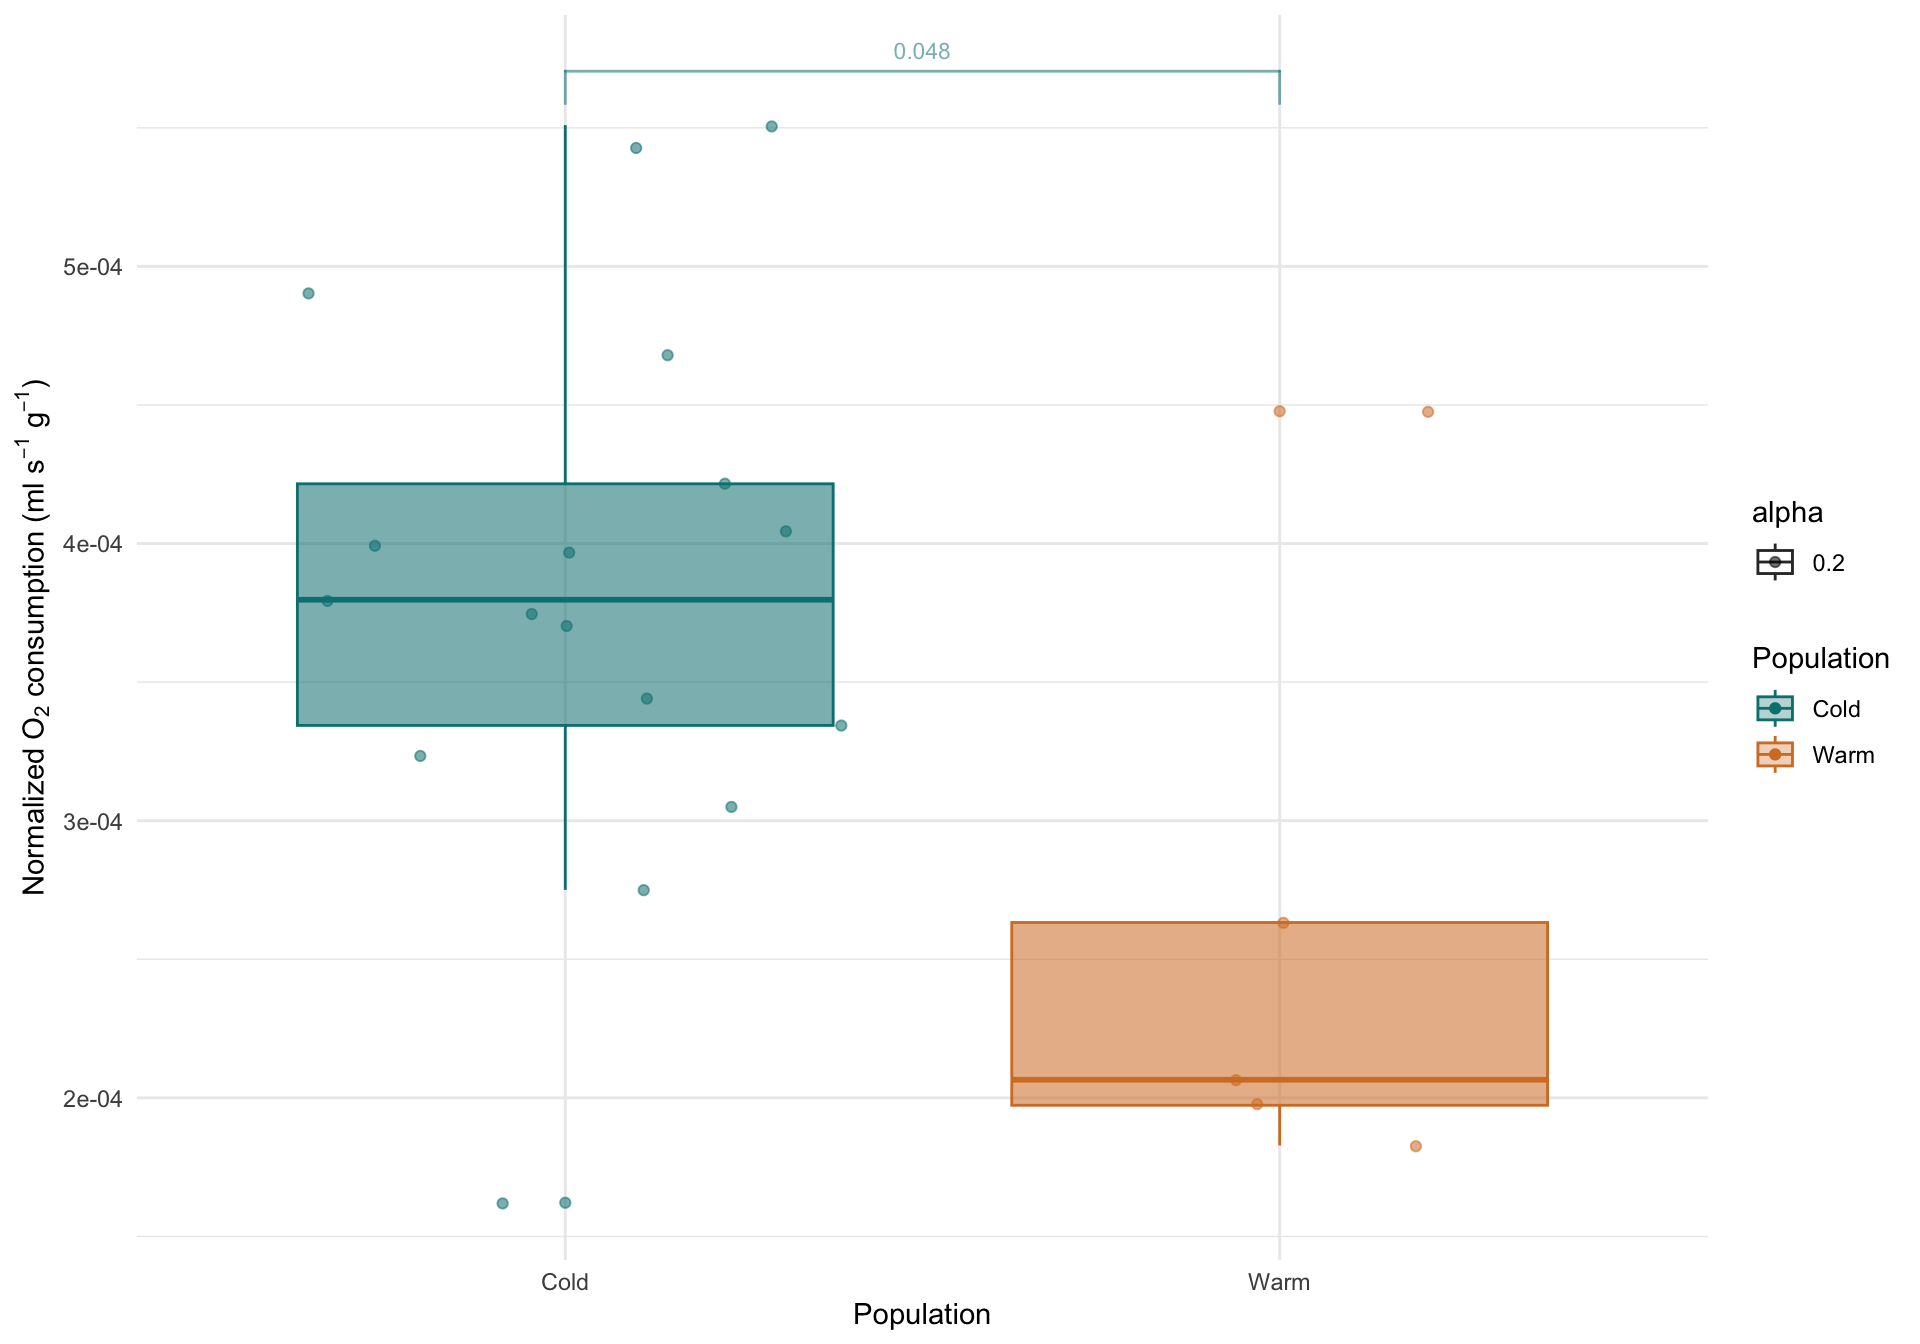 0.048
5e-04
4e-04
3e-04
2e-04
Normalized O₂ consumption (ml s⁻¹ g⁻¹)
Cold
Warm
Population
alpha
0.2
Population
Cold
Warm